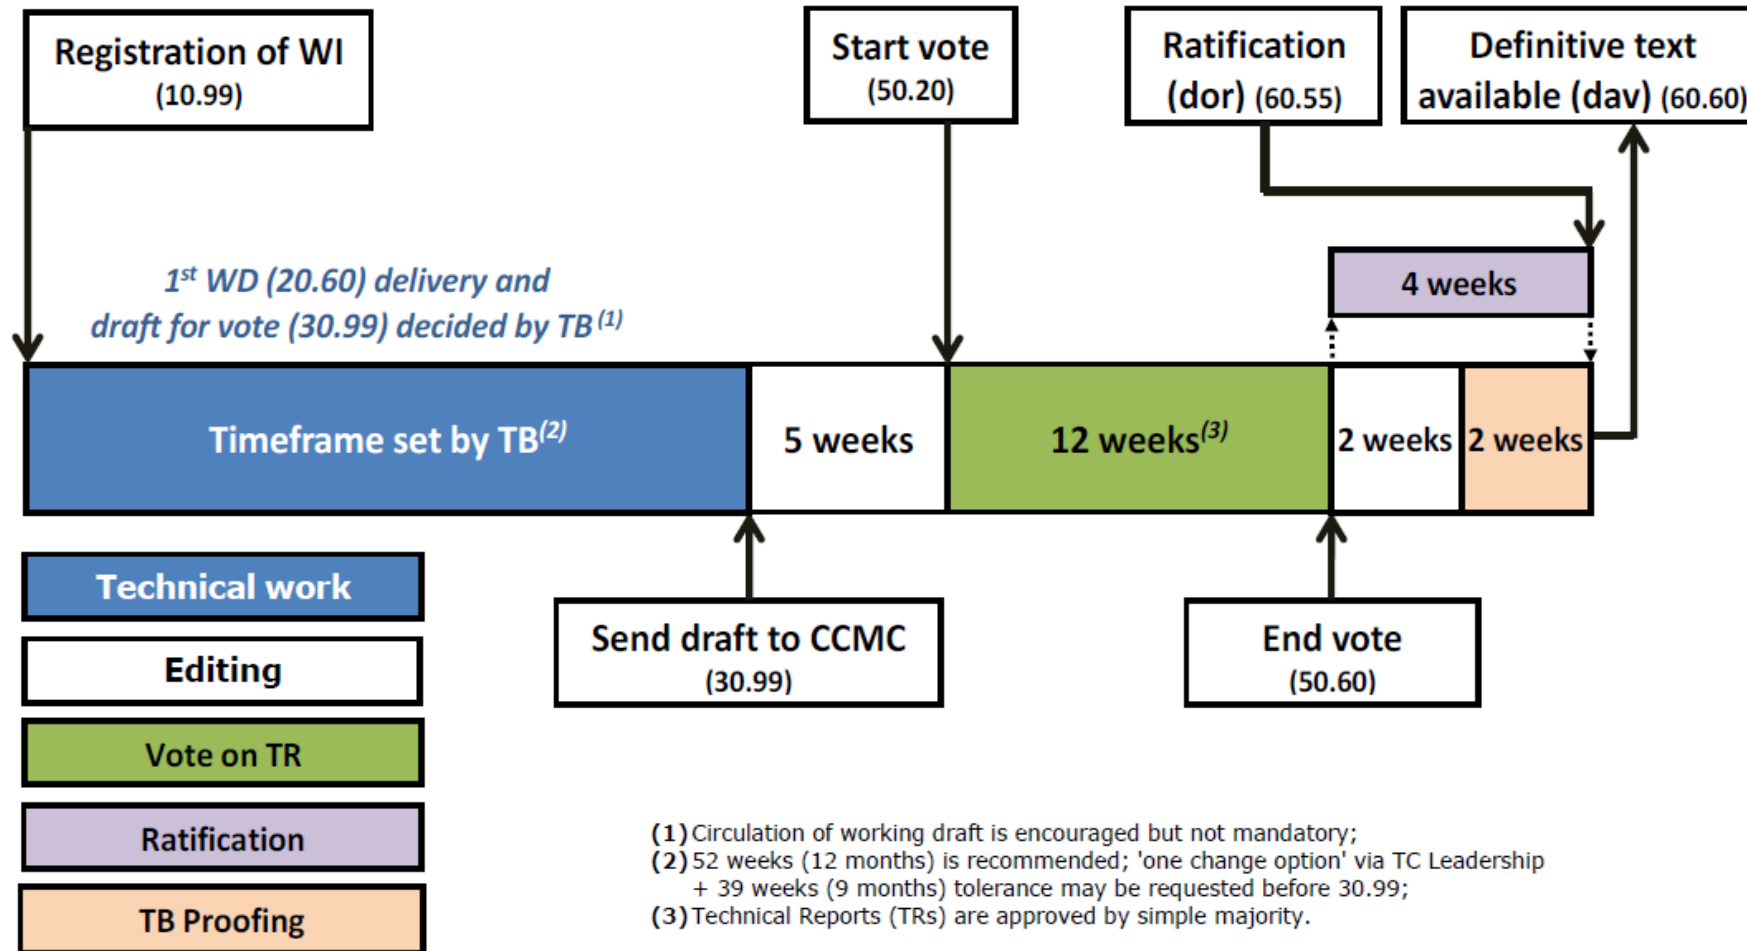 Registration of WI
(10.99)
Start vote
(50.20)
Ratification
(dor) (60.55)
Definitive text
available (dav) (60.60)
1st WD (20.60) delivery and
draft for vote (30.99) decided by TB (1)
4 weeks
Timeframe set by TB(2)
5 weeks
12 weeks(3)
2 weeks
2 weeks
Technical work
Editing
Vote on TR
Ratification
TB Proofing
Send draft to CCMC
(30.99)
End vote
(50.60)
(1) Circulation of working draft is encouraged but not mandatory;
(2) 52 weeks (12 months) is recommended; 'one change option' via TC Leadership
+ 39 weeks (9 months) tolerance may be requested before 30.99;
(3) Technical Reports (TRs) are approved by simple majority.